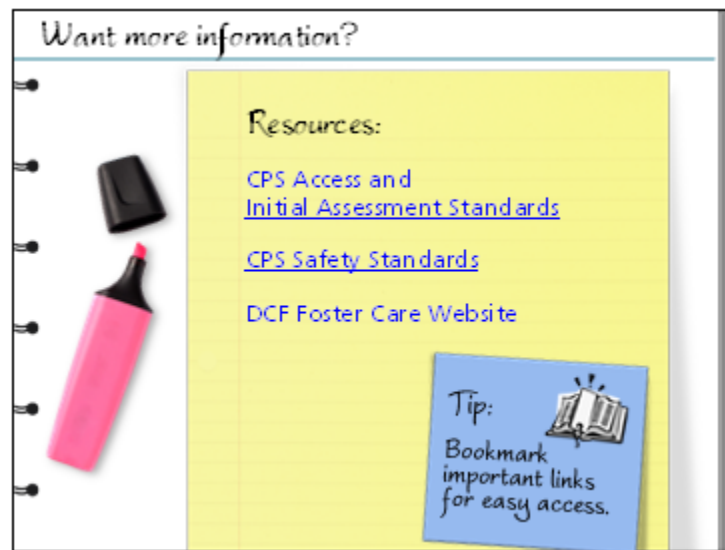 Want more information?
Resources:
CPS Access and
Initial Assessment Standards
CPS Safety Standards
DCF Foster Care Website
Tip:
Bookmark
important links
for easy access.